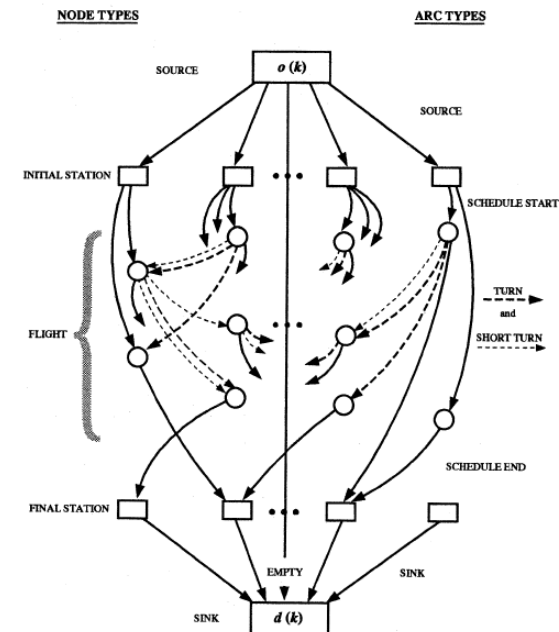 NODE TYPES
ARC TYPES
SOURCE
o (k)
SOURCE
INITIAL STATION
SCHEDULE START
TURN
and
SHORT TURN
FLIGHT
SCHEDULE END
FINAL STATION
EMPTY
SINK
SINK
d (k)